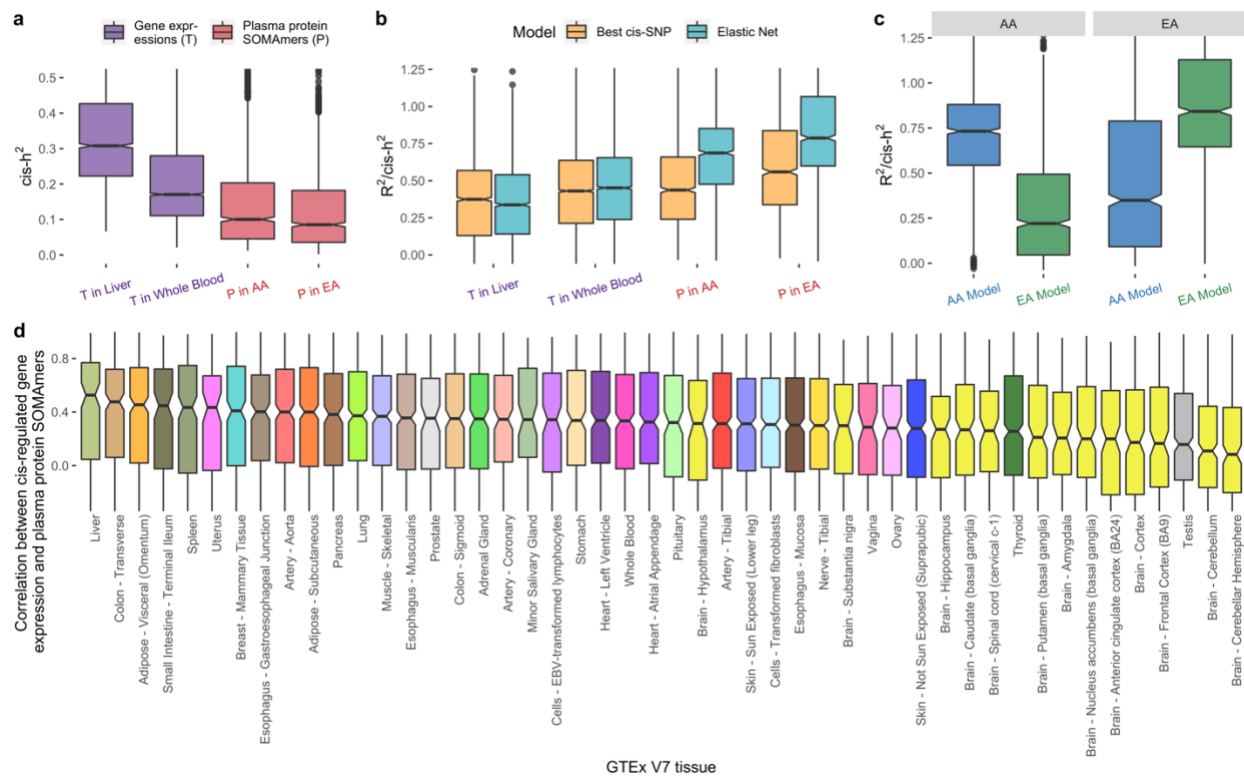 a
Gene expr-
essions (T)
Plasma protein
SOMAmers (P)
cis-h²
0.5
0.4
0.3
0.2
0.1
0.0
T in Liver
T in Whole Blood
P in AA
P in EA
b
Model
Best cis-SNP
Elastic Net
R²/cis-h²
1.25
1.00
0.75
0.50
0.25
0.00
T in Liver
T in Whole Blood
P in AA
P in EA
c
AA
EA
R²/cis-h²
1.25
0.75
0.25
0.00
AA Model
EA Model
AA Model
EA Model
d
Correlation between cis-regulated gene
expression and plasma protein SOMAmers
0.8
0.4
0.0
Liver
Colon - Transverse
Adipose - Visceral (Omentum)
Small Intestine - Terminal Ileum
Spleen
Uterus
Breast - Mammary Tissue
Esophagus - Gastroesophageal Junction
Artery - Aorta
Adipose - Subcutaneous
Pancreas
Lung
Muscle - Skeletal
Esophagus - Muscularis
Prostate
Colon - Sigmoid
Adrenal Gland
Artery - Coronary
Minor Salivary Gland
Cells - EBV-transformed lymphocytes
Stomach
Heart - Left Ventricle
Whole Blood
Heart - Atrial Appendage
Pituitary
Brain - Hypothalamus
Artery - Tibial
Skin - Sun Exposed (Lower leg)
Cells - Transformed fibroblasts
Esophagus - Mucosa
Nerve - Tibial
Brain - Substantia nigra
Vagina
Ovary
Skin - Not Sun Exposed (Suprapubic)
Brain - Hippocampus
Brain - Caudate (basal ganglia)
Brain - Spinal cord (cervical c-1)
Thyroid
Brain - Putamen (basal ganglia)
Brain - Amygdala
Brain - Nucleus accumbens (basal ganglia)
Brain - Anterior cingulate cortex (BA24)
Brain - Cortex
Brain - Frontal Cortex (BA9)
Testis
Brain - Cerebellum
Brain - Cerebellar Hemisphere
GTEx V7 tissue